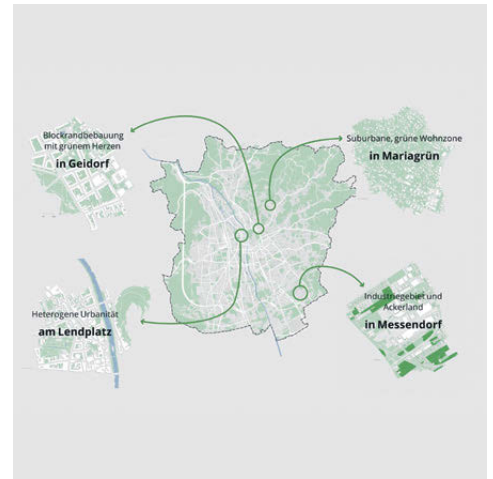 Blockrandbebauung
mit grünem Herzen
in Geidorf
Suburbane, grüne Wohnzone
in Mariagrün
Heterogene Urbanität
am Lendplatz
Industriegebiet und
Ackerland
in Messendorf